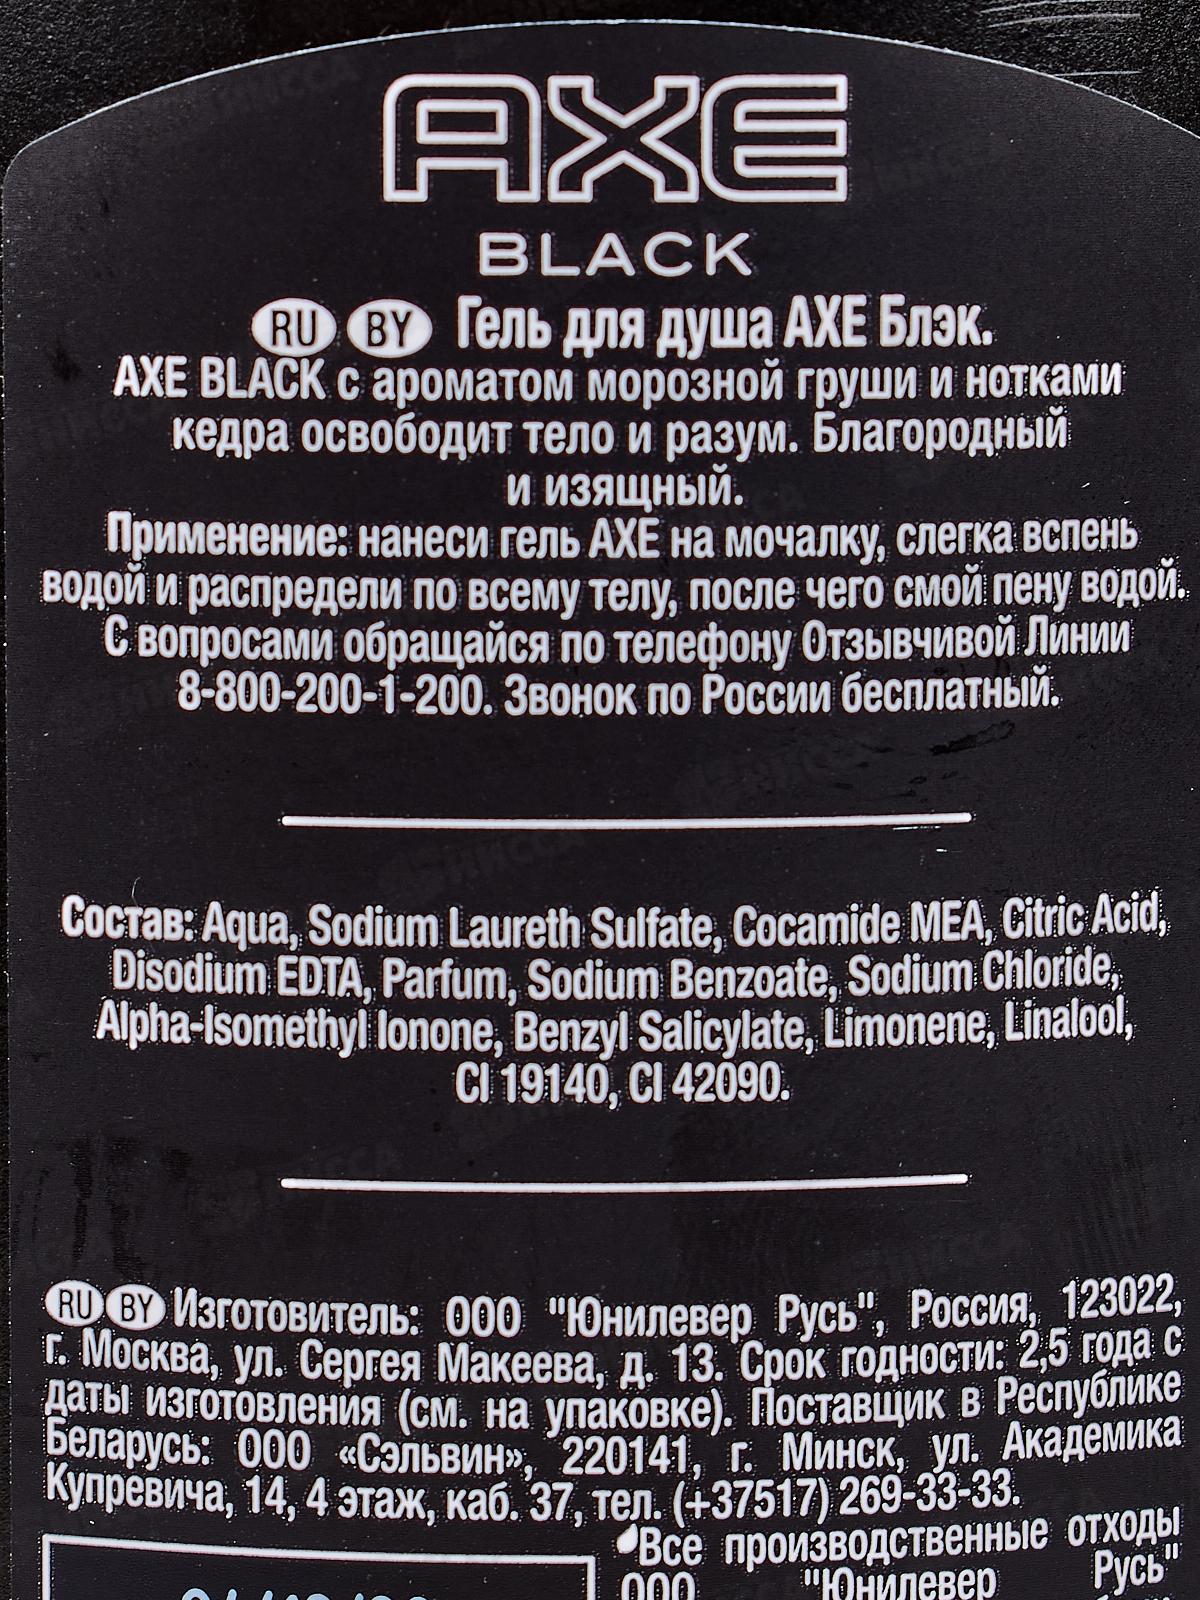 AXE
BLACK
RU BY Гель для душа AXE Блэк.
AXE BLACK с ароматом морозной груши и нотками
кедра освободит тело и разум. Благородный
и изящный.
Применение: нанеси гель AXE на мочалку, слегка вспень
водой и распредели по всему телу, после чего смой пену водой.
С вопросами обращайся по телефону Отзывчивой Линии
8-800-200-1-200. Звонок по России бесплатный.
Состав: Aqua, Sodium Laureth Sulfate, Cocamide MEA, Citric Acid,
Disodium EDTA, Parfum, Sodium Benzoate, Sodium Chloride,
Alpha-Isomethyl Ionone, Benzyl Salicylate, Limonene, Linalool,
CI 19140, CI 42090.
RU BY Изготовитель: ООО "Юнилевер Русь", Россия, 123022,
г. Москва, ул. Сергея Макеева, д. 13. Срок годности: 2,5 года с
даты изготовления (см. на упаковке). Поставщик в Республике
Беларусь: ООО «Сэльвин», 220141, г. Минск, ул. Академика
Купревича, 14, 4 этаж, каб. 37, тел. (+37517) 269-33-33.
Все производственные отходы
ООО "Юнилевер Русь"